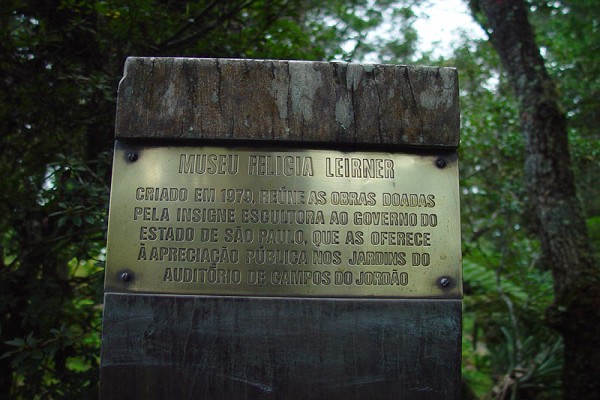 MUSEU FELICIA LEIRNER
CRIADO EM 1979, REÚNE AS OBRAS DOADAS
PELA INSIGNE ESCULTORA AO GOVERNO DO
ESTADO DE SÃO PAULO, QUE AS OFERECE
À APRECIAÇÃO PÚBLICA NOS JARDINS DO
AUDITÓRIO DE CAMPOS DO JORDÃO